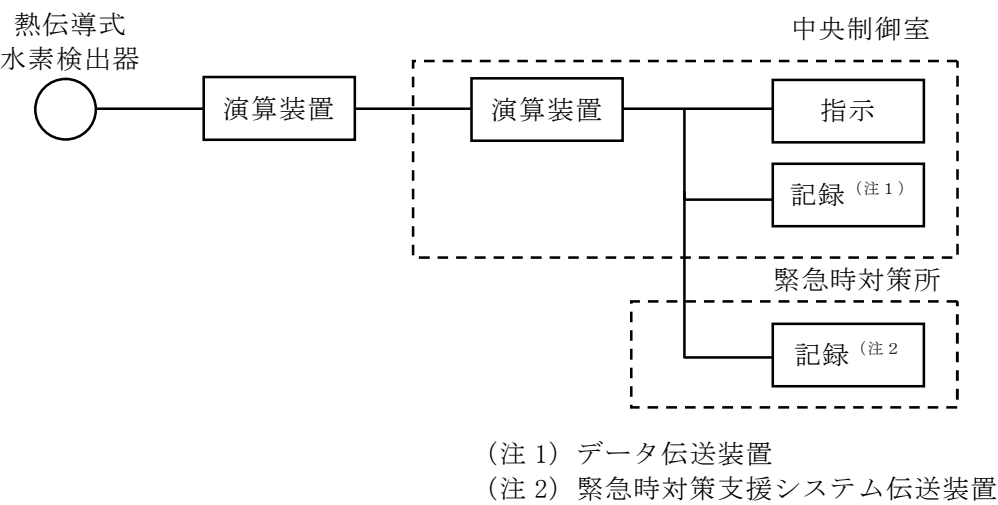 熱伝導式
水素検出器
中央制御室
演算装置
演算装置
指示
記録（注１）
緊急時対策所
記録（注２
（注 1）データ伝送装置
（注 2）緊急時対策支援システム伝送装置